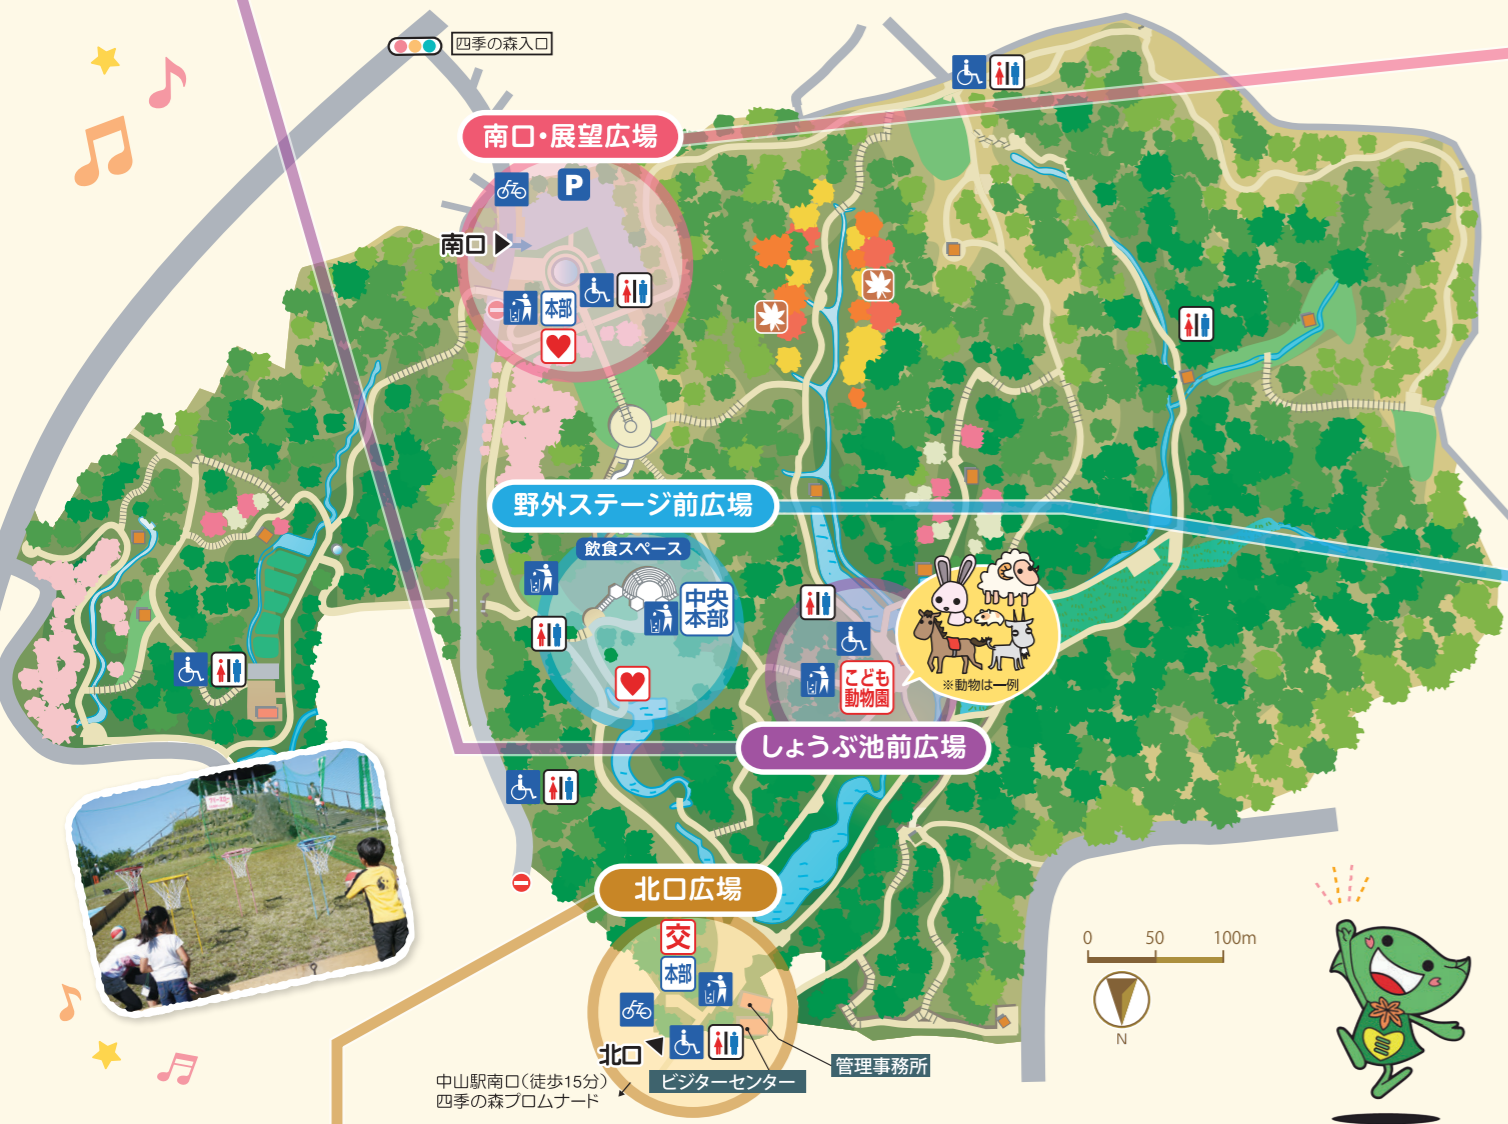 四季の森入口
南口・展望広場
P
南口
本部
野外ステージ前広場
飲食スペース
中央
本部
こども
動物園
※動物は一例
しょうぶ池前広場
北口広場
交
本部
北口
管理事務所
ビジターセンター
中山駅南口(徒歩15分)
四季の森プロムナード
0 50 100m
N